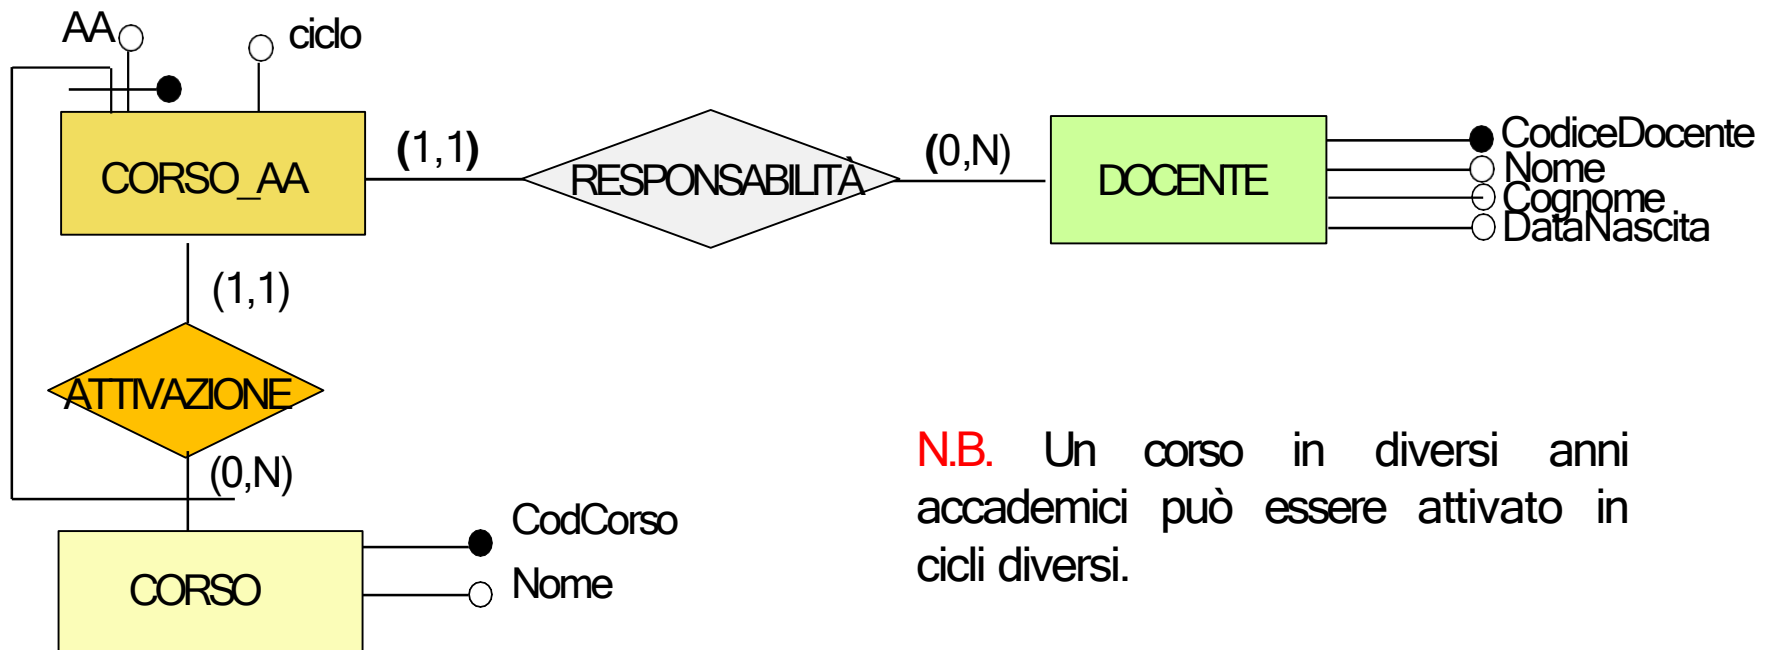 AA
ciclo
CORSO_AA
(1,1)
RESPONSABILITÀ
(0,N)
DOCENTE
CodiceDocente
Nome
Cognome
DataNascita
(1,1)
ATTIVAZIONE
(0,N)
CORSO
CodCorso
Nome
N.B. Un corso in diversi anni
accademici può essere attivato in
cicli diversi.